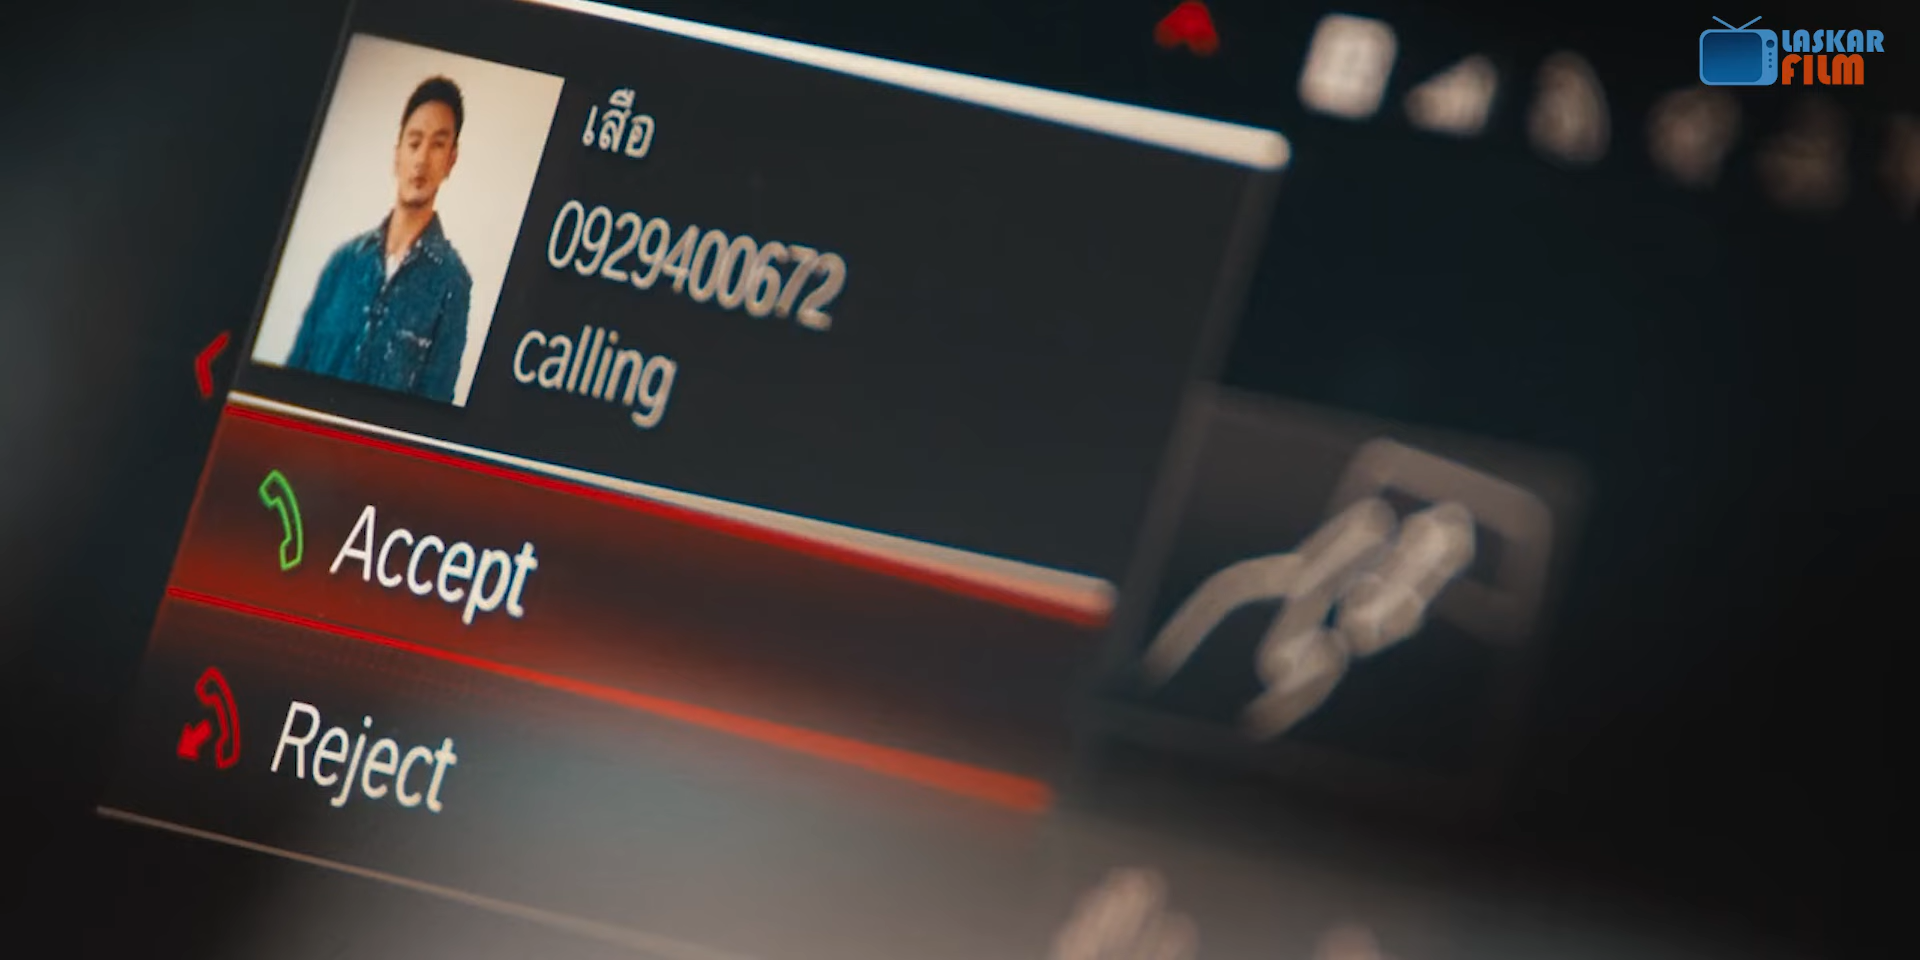 เสือ
0929400672
calling
Accept
Reject
LASKAR
FILM